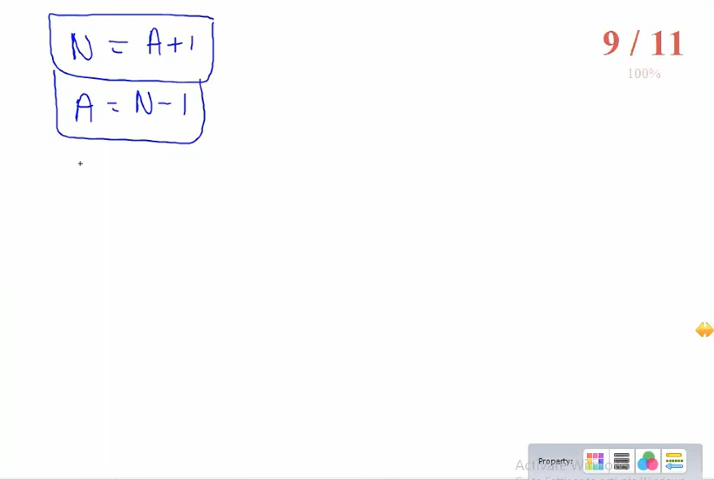 N = A+1
9 / 11
100%
A = N-1
Property: